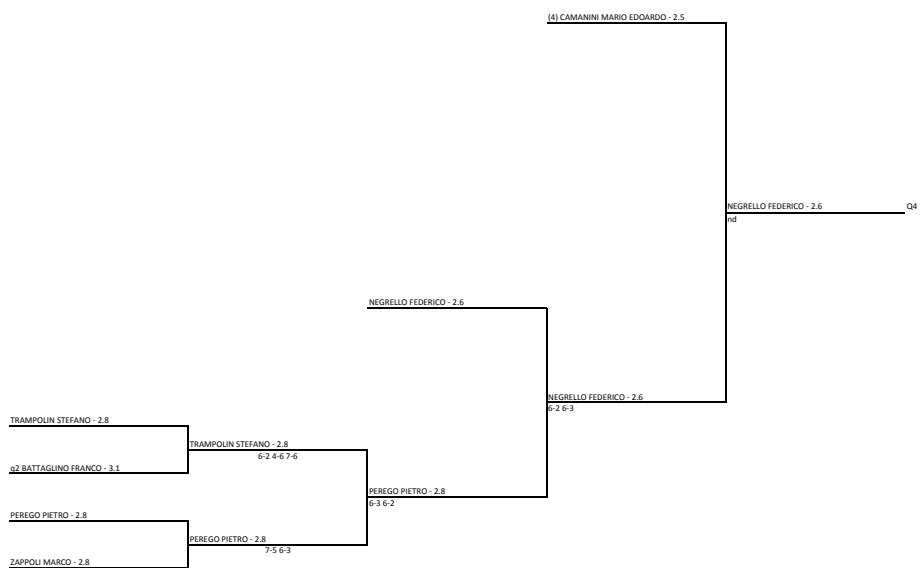 (4) CAMANINI MARIO EDOARDO - 2.5
NEGRELLO FEDERICO - 2.6
Q4
nd
NEGRELLO FEDERICO - 2.6
NEGRELLO FEDERICO - 2.6
6-2 6-3
TRAMPOLIN STEFANO - 2.8
TRAMPOLIN STEFANO - 2.8
6-2 4-6 7-6
q2 BATTAGLINO FRANCO - 3.1
PEREGO PIETRO - 2.8
6-3 6-2
PEREGO PIETRO - 2.8
PEREGO PIETRO - 2.8
7-5 6-3
ZAPPOLI MARCO - 2.8